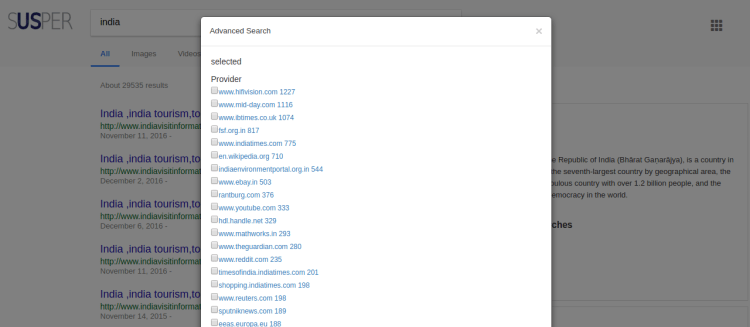 SUSPER
india
Advanced Search
×
All
Images
Videos
selected
About 29535 results
Provider
www.hifivision.com 1227
www.mid-day.com 1116
www.ibtimes.co.uk 1074
fsf.org.in 817
www.indiatimes.com 775
en.wikipedia.org 710
indiaenvironmentportal.org.in 544
www.ebay.in 503
rantburg.com 376
www.youtube.com 333
hdl.handle.net 329
www.mathworks.in 293
www.theguardian.com 280
www.reddit.com 235
timesofindia.indiatimes.com 201
shopping.indiatimes.com 198
www.reuters.com 198
sputniknews.com 189
eeas.europa.eu 188
India ,india tourism,to
http://www.indiavisitinformat
November 11, 2016 -
India ,india tourism,to
http://www.indiavisitinformat
December 2, 2016 -
India ,india tourism,to
http://www.indiavisitinformat
December 6, 2016 -
India ,india tourism,to
http://www.indiavisitinformat
November 11, 2016 -
India ,india tourism,to
http://www.indiavisitinformat
November 14, 2015 -
e Republic of India (Bhārat Gaṇarājya), is a country in
the seventh-largest country by geographical area, the
pulous country with over 1.2 billion people, and the
emocracy in the world.
ches